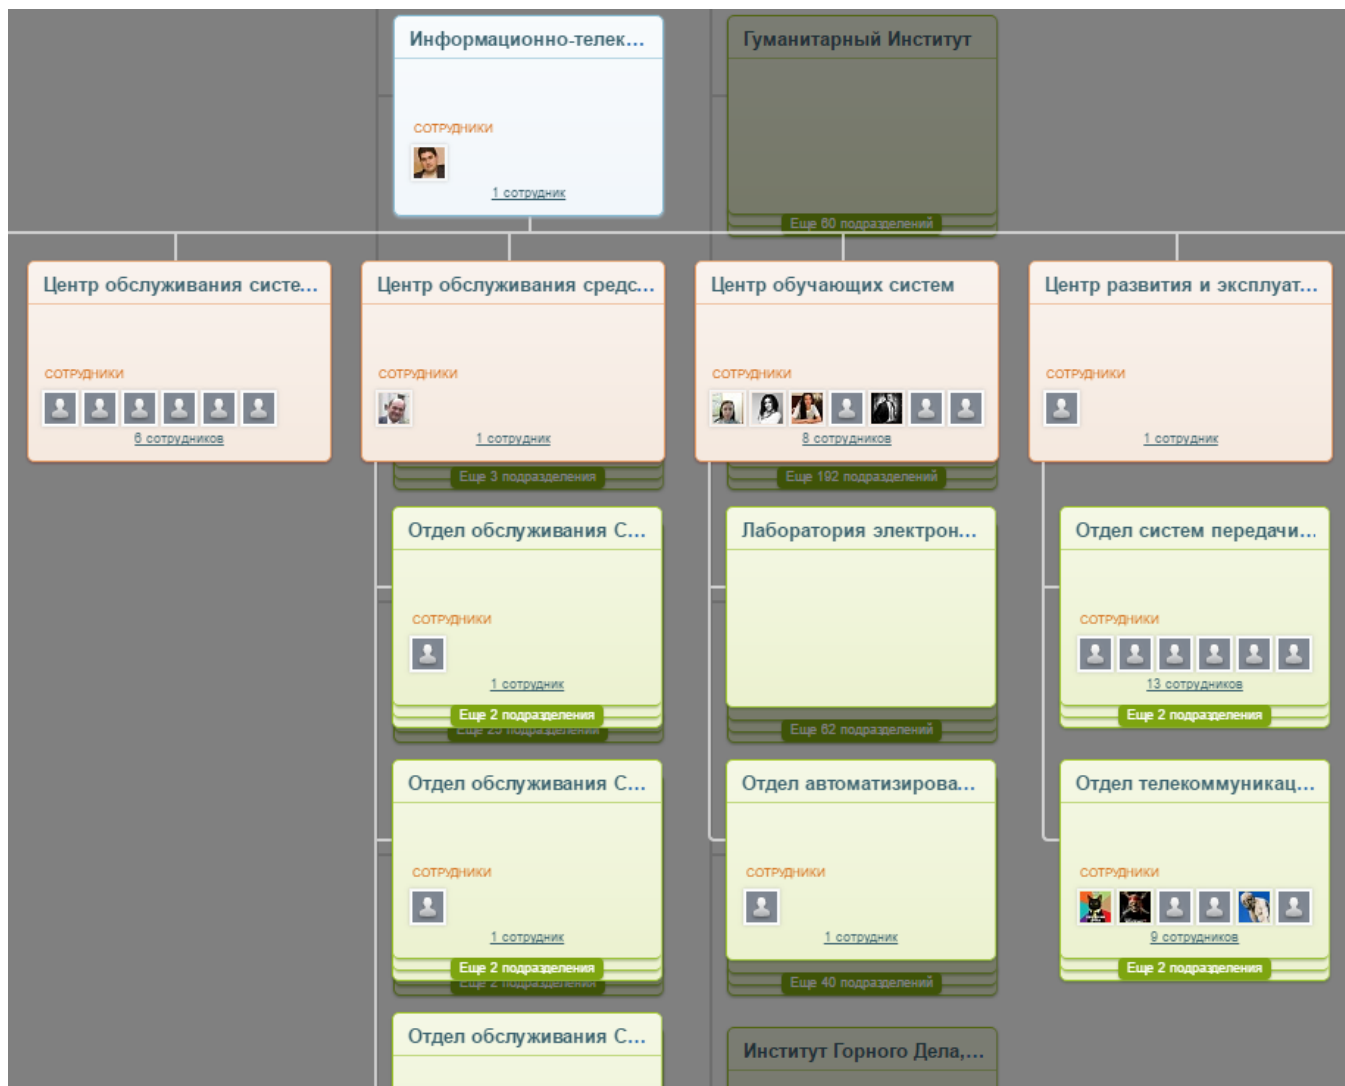 Информационно-телек...
Гуманитарный Институт
СОТРУДНИКИ
1 сотрудник
Еще 60 подразделений
Центр обслуживания систе...
Центр обслуживания средс...
Центр обучающих систем
Центр развития и эксплуат...
СОТРУДНИКИ
СОТРУДНИКИ
СОТРУДНИКИ
СОТРУДНИКИ
6 сотрудников
1 сотрудник
8 сотрудников
1 сотрудник
Еще 3 подразделения
Еще 192 подразделений
Отдел обслуживания С...
Лаборатория электрон...
Отдел систем передачи...
СОТРУДНИКИ
СОТРУДНИКИ
1 сотрудник
13 сотрудников
Еще 2 подразделения
Еще 2 подразделения
Еще 62 подразделений
Отдел обслуживания С...
Отдел автоматизирова...
Отдел телекоммуникац...
СОТРУДНИКИ
СОТРУДНИКИ
СОТРУДНИКИ
1 сотрудник
1 сотрудник
9 сотрудников
Еще 2 подразделения
Еще 2 подразделения
Еще 2 подразделения
Еще 40 подразделений
Отдел обслуживания С...
Институт Горного Дела,...